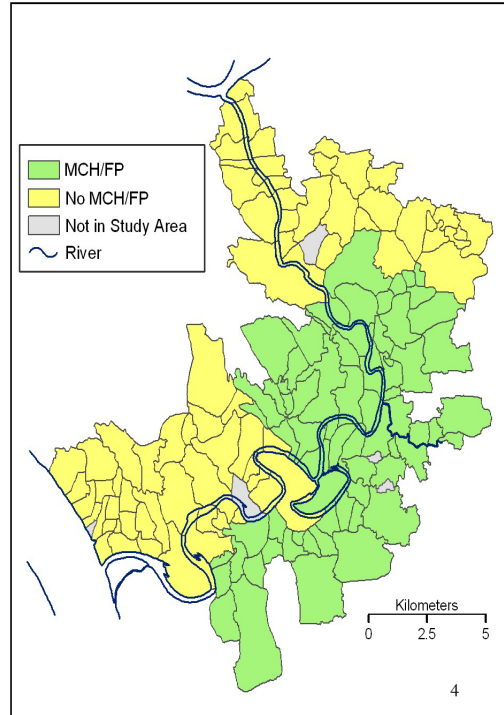 MCH/FP
No MCH/FP
Not in Study Area
River
Kilometers
0 2.5 5
4